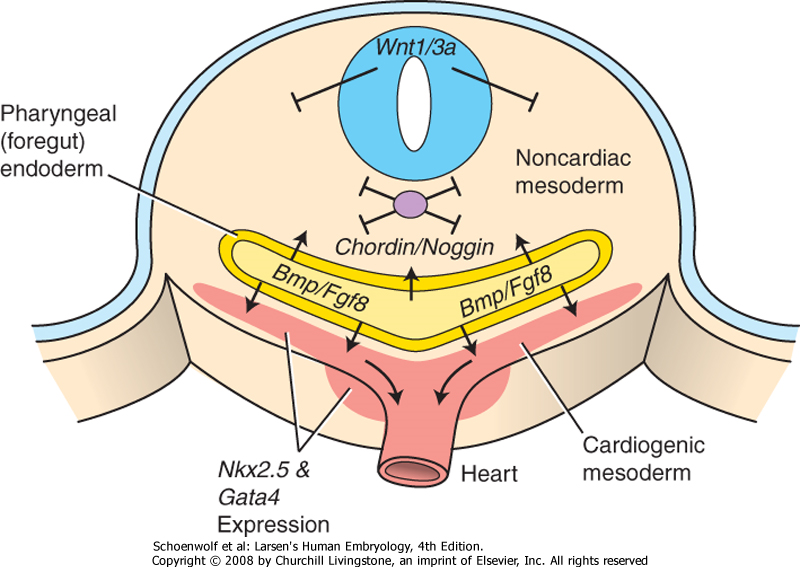 Wnt1/3a
Pharyngeal
(foregut)
endoderm
Noncardiac
mesoderm
Chordin/Noggin
Bmp/Fgf8
Bmp/Fgf8
Cardiogenic
mesoderm
Nkx2.5 &
Gata4
Expression
Heart
Schoenwolf et al: Larsen's Human Embryology, 4th Edition.
Copyright © 2008 by Churchill Livingstone, an imprint of Elsevier, Inc. All rights reserved